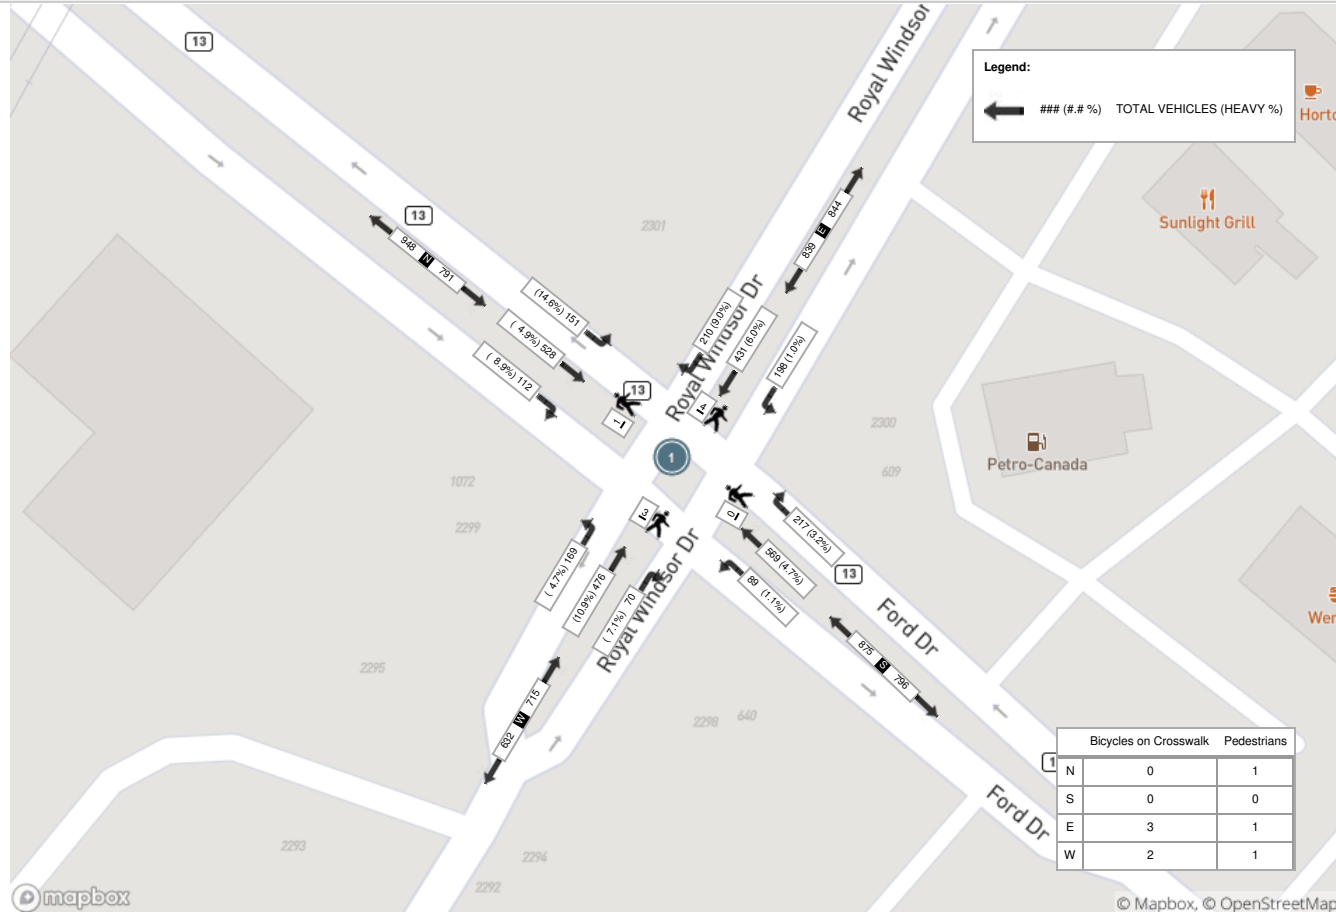 13
Royal Windsor
Legend:
### (#.# %) TOTAL VEHICLES (HEAVY %)
Sunlight Grill
13
2301
844
E
839
948
N
791
(14.6%) 151
( 4.9%) 528
( 8.9%) 112
210 (9.0%)
431 (6.0%)
198 (1.0%)
Royal Windsor Dr
13
4
1
1
2300
609
Petro-Canada
1072
2299
3
0
217 (3.2%)
569 (4.7%)
89 (1.1%)
13
( 4.7%) 169
(10.9%) 476
( 7.1%) 70
Royal Windsor Dr
Ford Dr
875
S
796
2295
715
W
632
2298
640
Ford Dr
Bicycles on Crosswalk Pedestrians
N 0 1
S 0 0
E 3 1
W 2 1
2293
2294
2292
mapbox
© Mapbox, © OpenStreetMap